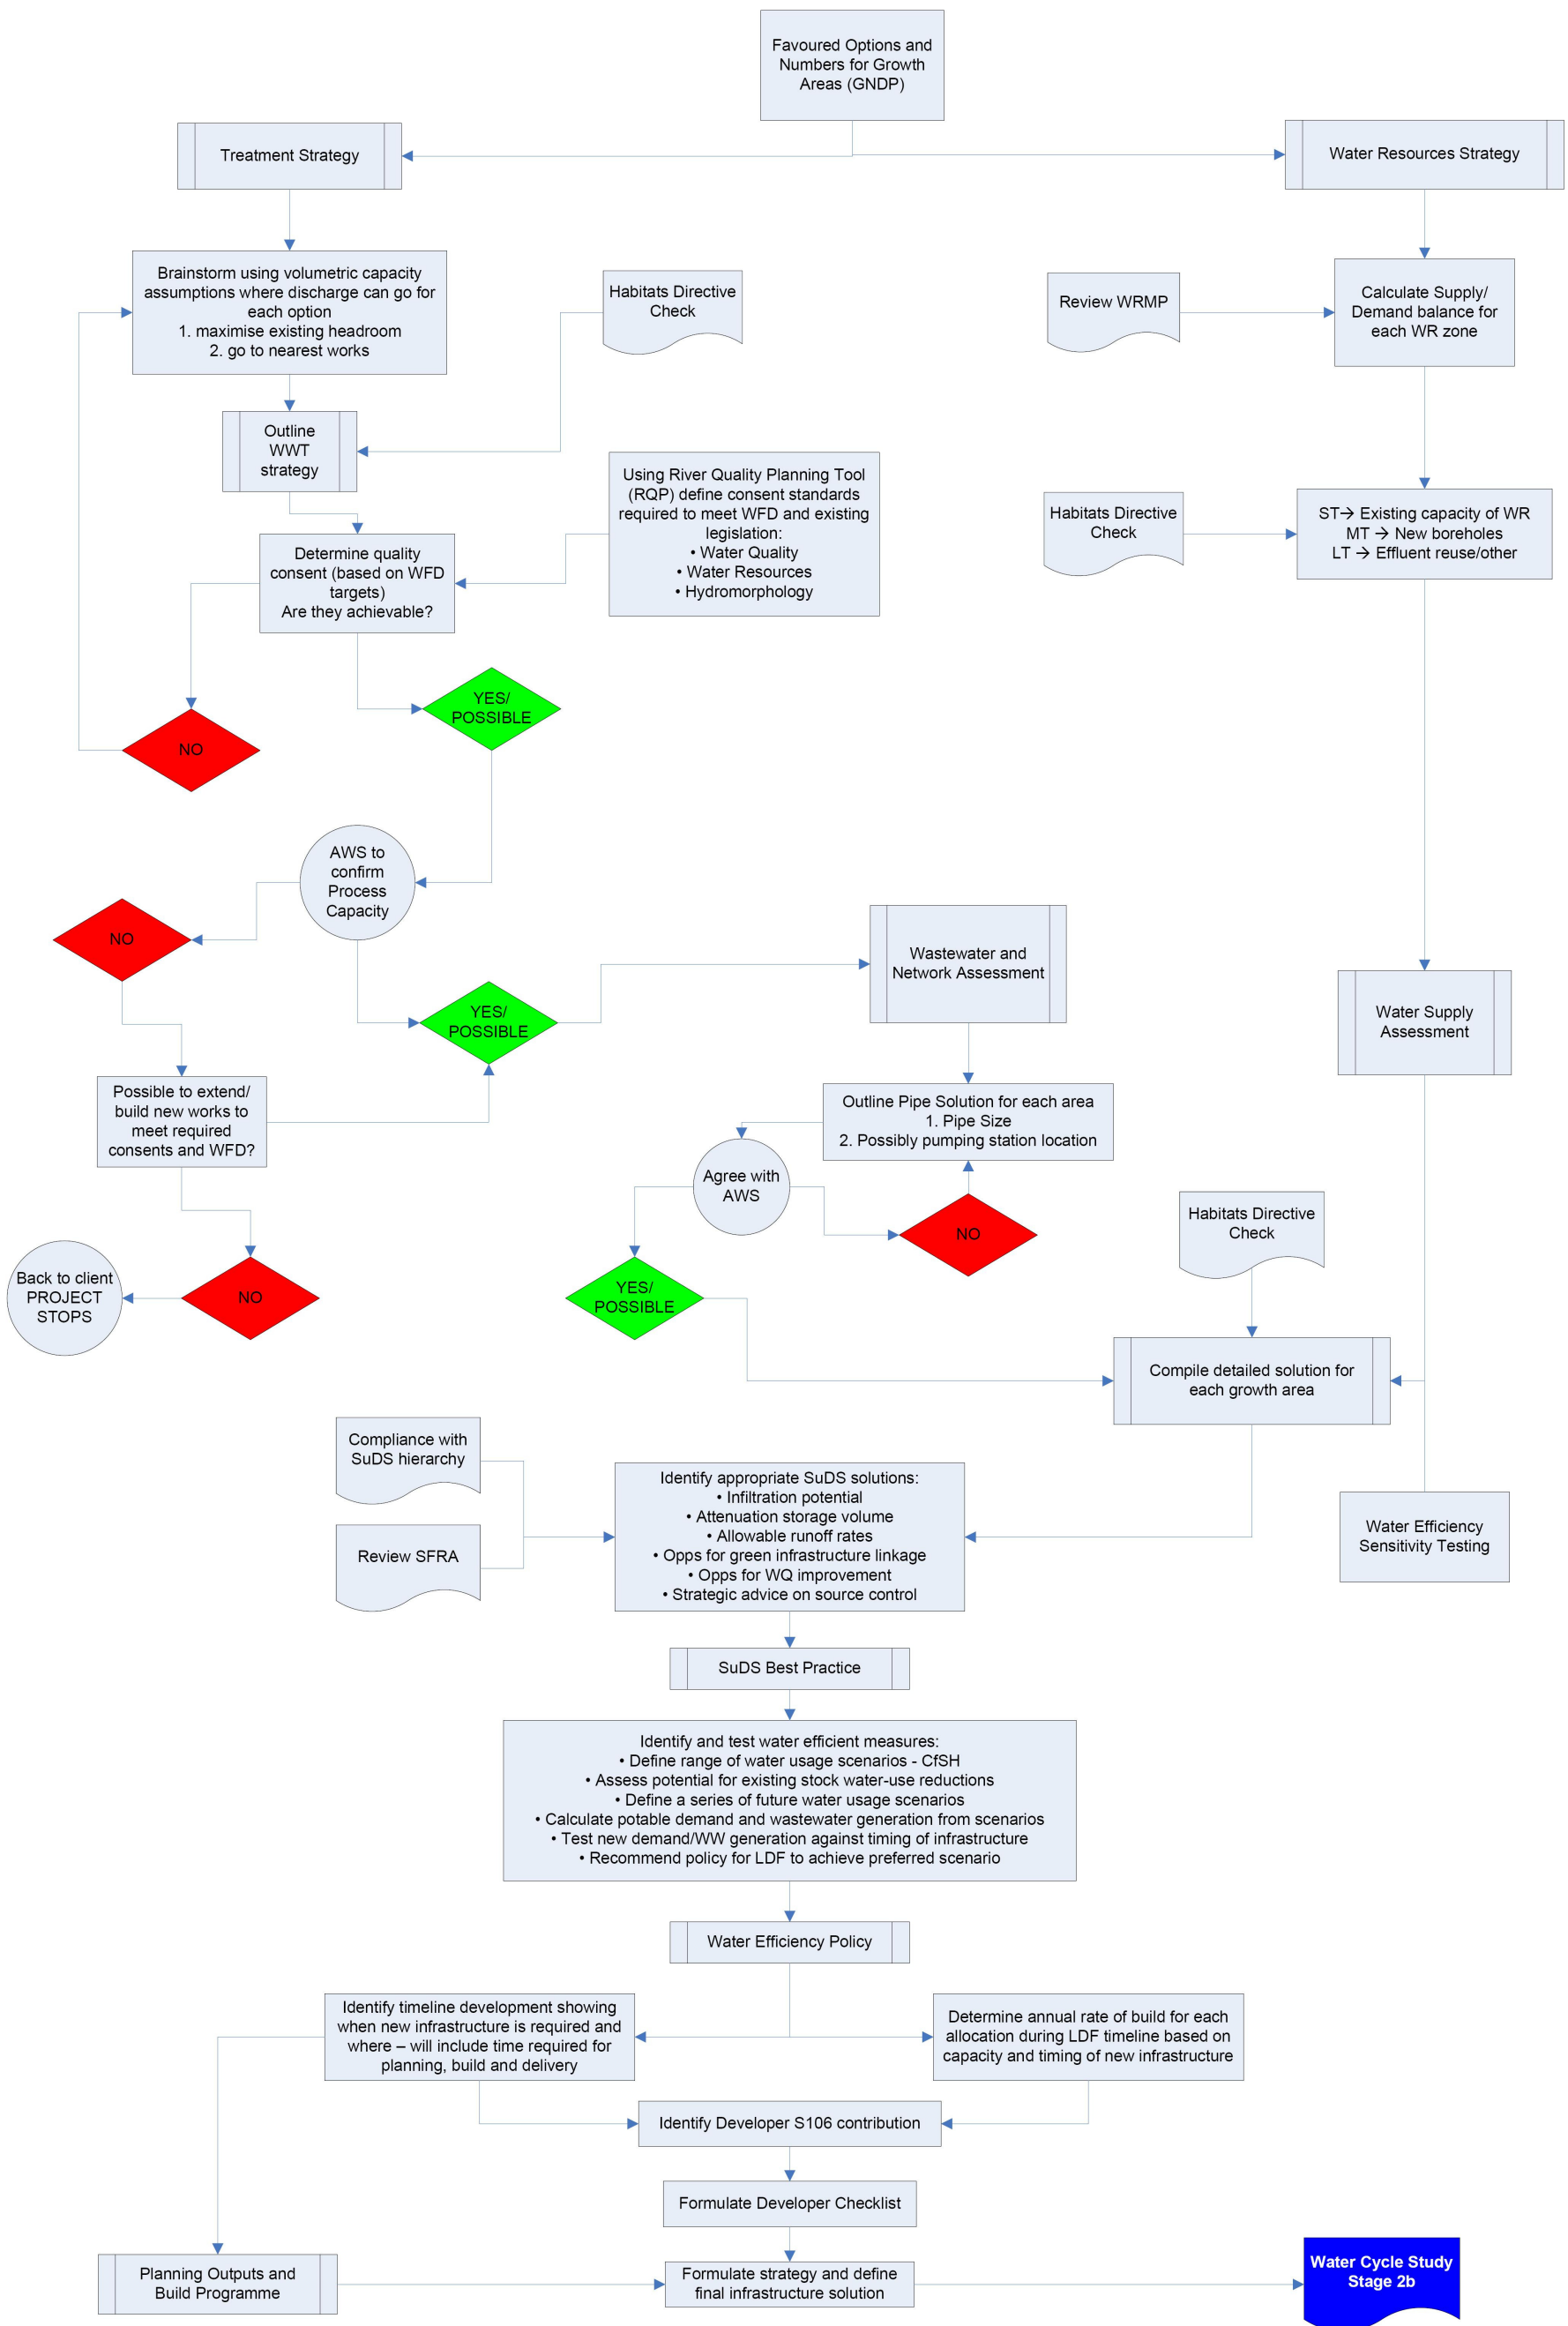 Favoured Options and
Numbers for Growth
Areas (GNDP)
Treatment Strategy
Water Resources Strategy
Brainstorm using volumetric capacity
assumptions where discharge can go for
each option
1. maximise existing headroom
2. go to nearest works
Habitats Directive
Check
Review WRMP
Calculate Supply/
Demand balance for
each WR zone
Outline
WWT
strategy
Using River Quality Planning Tool
(RQP) define consent standards
required to meet WFD and existing
legislation:
• Water Quality
• Water Resources
• Hydromorphology
Habitats Directive
Check
ST→ Existing capacity of WR
MT → New boreholes
LT → Effluent reuse/other
Determine quality
consent (based on WFD
targets)
Are they achievable?
YES/
POSSIBLE
NO
AWS to
confirm
Process
Capacity
NO
YES/
POSSIBLE
Wastewater and
Network Assessment
Water Supply
Assessment
Possible to extend/
build new works to
meet required
consents and WFD?
Outline Pipe Solution for each area
1. Pipe Size
2. Possibly pumping station location
Agree with
AWS
NO
Habitats Directive
Check
Back to client
PROJECT
STOPS
NO
YES/
POSSIBLE
Compile detailed solution for
each growth area
Compliance with
SuDS hierarchy
Review SFRA
Identify appropriate SuDS solutions:
• Infiltration potential
• Attenuation storage volume
• Allowable runoff rates
• Opps for green infrastructure linkage
• Opps for WQ improvement
• Strategic advice on source control
Water Efficiency
Sensitivity Testing
SuDS Best Practice
Identify and test water efficient measures:
• Define range of water usage scenarios - CfSH
• Assess potential for existing stock water-use reductions
• Define a series of future water usage scenarios
• Calculate potable demand and wastewater generation from scenarios
• Test new demand/WW generation against timing of infrastructure
• Recommend policy for LDF to achieve preferred scenario
Water Efficiency Policy
Identify timeline development showing
when new infrastructure is required and
where – will include time required for
planning, build and delivery
Determine annual rate of build for each
allocation during LDF timeline based on
capacity and timing of new infrastructure
Identify Developer S106 contribution
Formulate Developer Checklist
Planning Outputs and
Build Programme
Formulate strategy and define
final infrastructure solution
Water Cycle Study
Stage 2b